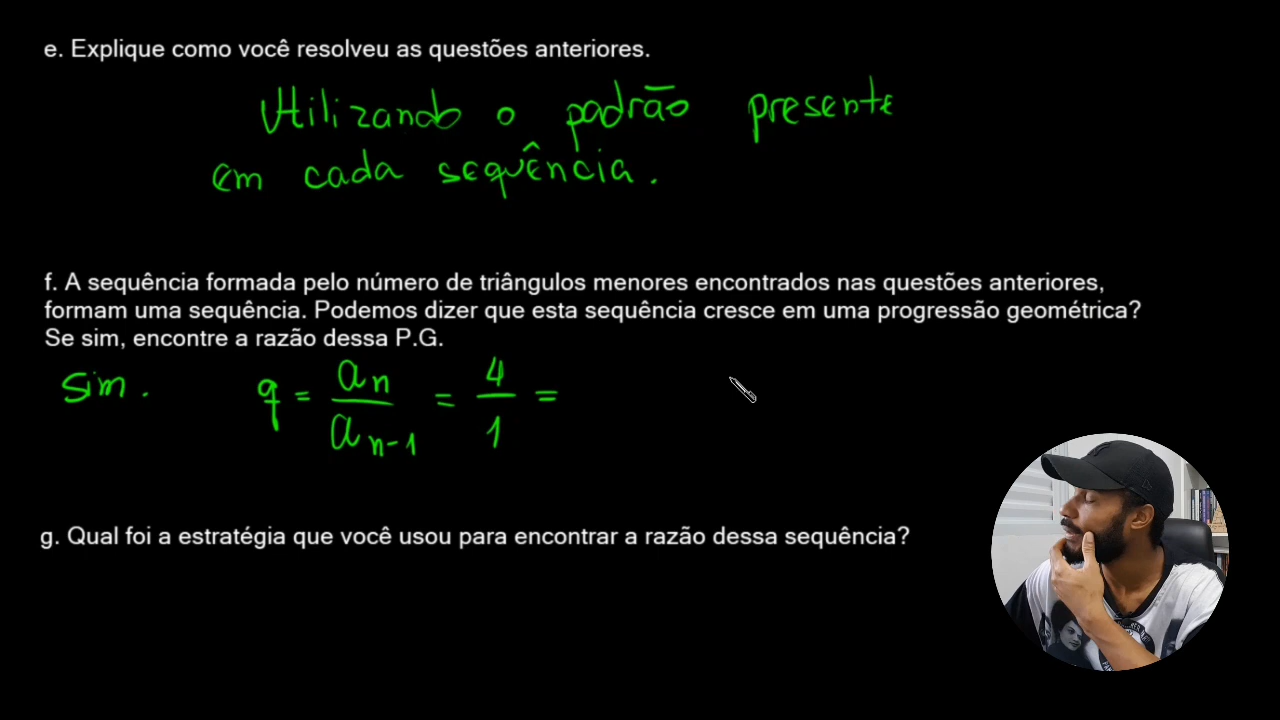 e. Explique como você resolveu as questões anteriores.
Utilizando o padrão presente
em cada sequência.
f. A sequência formada pelo número de triângulos menores encontrados nas questões anteriores,
formam uma sequência. Podemos dizer que esta sequência cresce em uma progressão geométrica?
Se sim, encontre a razão dessa P.G.
Sim. q = an / an-1 = 4/1 =
g. Qual foi a estratégia que você usou para encontrar a razão dessa sequência?